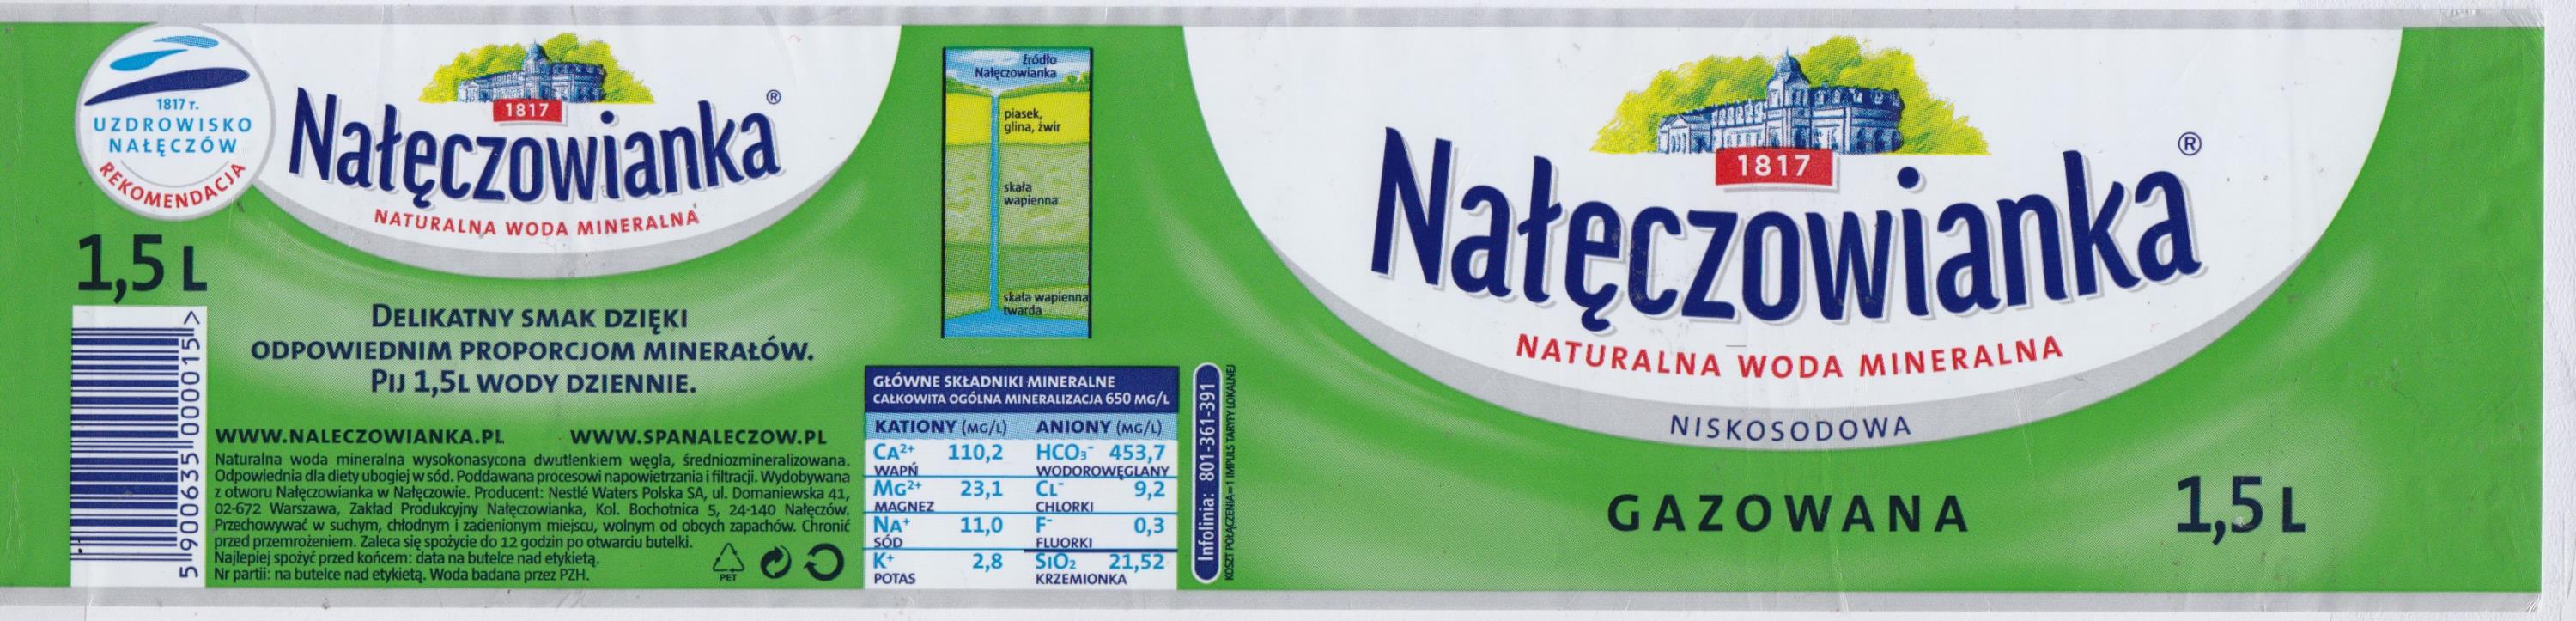 1817 r.
UZDROWISKO
NAŁĘCZÓW
REKOMENDACJA
1817
Nałęczowianka®
NATURALNA WODA MINERALNA
1,5 L
DELIKATNY SMAK DZIĘKI
ODPOWIEDNIM PROPORCJOM MINERAŁÓW.
PIJ 1,5L WODY DZIENNIE.
5 900635 000015 >
WWW.NALECZOWIANKA.PL WWW.SPANALECZOW.PL
Naturalna woda mineralna wysokonasycona dwutlenkiem węgla, średniozmineralizowana.
Odpowiednia dla diety ubogiej w sód. Poddawana procesowi napowietrzania i filtracji. Wydobywana
z otworu Nałęczowianka w Nałęczowie. Producent: Nestlé Waters Polska SA, ul. Domaniewska 41,
02-672 Warszawa, Zakład Produkcyjny Nałęczowianka, Kol. Bochotnica 5, 24-140 Nałęczów.
Przechowywać w suchym, chłodnym i zacienionym miejscu, wolnym od obcych zapachów. Chronić
przed przemrożeniem. Zaleca się spożycie do 12 godzin po otwarciu butelki.
Najlepiej spożyć przed końcem: data na butelce nad etykietą.
Nr partii: na butelce nad etykietą. Woda badana przez PZH.
PET
źródło
Nałęczowianka
piasek,
glina, żwir
skała
wapienna
skała wapienna
twarda
GŁÓWNE SKŁADNIKI MINERALNE
CAŁKOWITA OGÓLNA MINERALIZACJA 650 MG/L
KATIONY (MG/L) ANIONY (MG/L)
CA²⁺ 110,2 HCO₃⁻ 453,7
WAPŃ WODOROWĘGLANY
MG²⁺ 23,1 CL⁻ 9,2
MAGNEZ CHLORKI
NA⁺ 11,0 F⁻ 0,3
SÓD FLUORKI
K⁺ 2,8 SIO₂ 21,52
POTAS KRZEMIONKA
Infolinia: 801-361-391
KOSZT POŁĄCZENIA=1 IMPULS TARYFY LOKALNEJ
1817
Nałęczowianka®
NATURALNA WODA MINERALNA
NISKOSODOWA
GAZOWANA
1,5 L